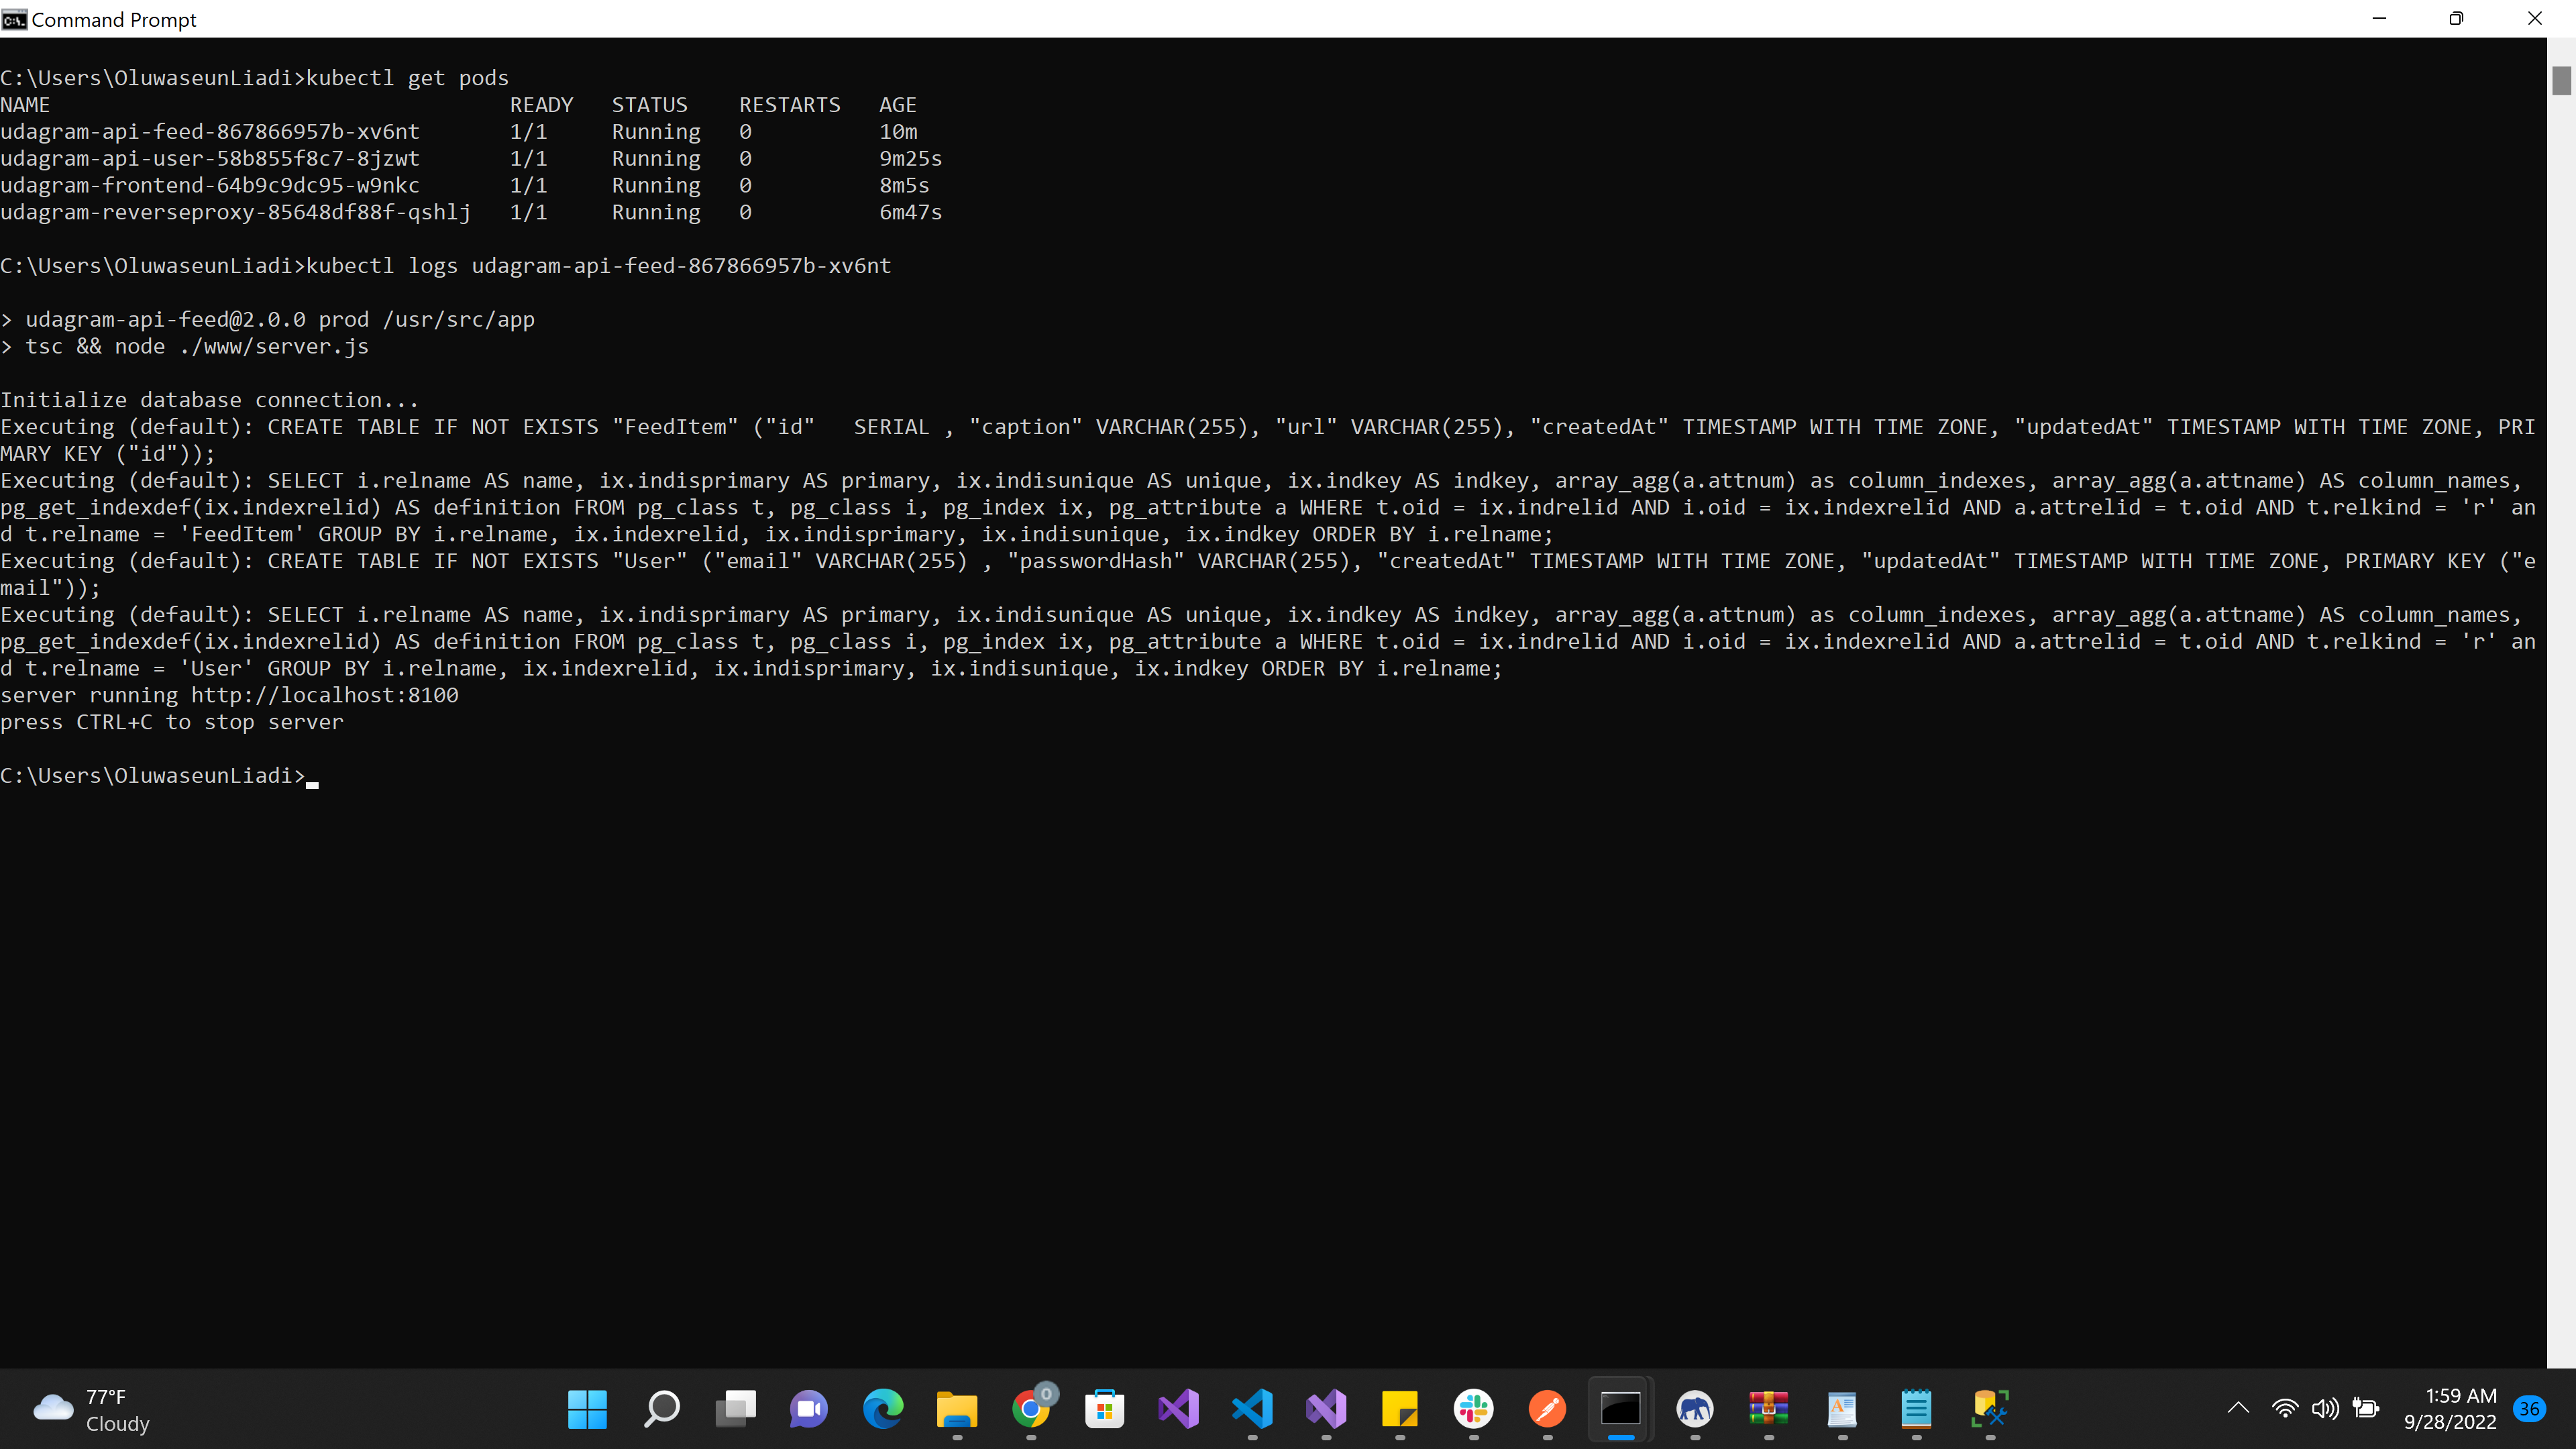 Command Prompt
C:\Users\OluwaseunLiadi>kubectl get pods
NAME READY STATUS RESTARTS AGE
udagram-api-feed-867866957b-xv6nt 1/1 Running 0 10m
udagram-api-user-58b855f8c7-8jzwt 1/1 Running 0 9m25s
udagram-frontend-64b9c9dc95-w9nkc 1/1 Running 0 8m5s
udagram-reverseproxy-85648df88f-qshlj 1/1 Running 0 6m47s
C:\Users\OluwaseunLiadi>kubectl logs udagram-api-feed-867866957b-xv6nt
> udagram-api-feed@2.0.0 prod /usr/src/app
> tsc && node ./www/server.js
Initialize database connection...
Executing (default): CREATE TABLE IF NOT EXISTS "FeedItem" ("id"   SERIAL , "caption" VARCHAR(255), "url" VARCHAR(255), "createdAt" TIMESTAMP WITH TIME ZONE, "updatedAt" TIMESTAMP WITH TIME ZONE, PRI
MARY KEY ("id"));
Executing (default): SELECT i.relname AS name, ix.indisprimary AS primary, ix.indisunique AS unique, ix.indkey AS indkey, array_agg(a.attnum) as column_indexes, array_agg(a.attname) AS column_names,
pg_get_indexdef(ix.indexrelid) AS definition FROM pg_class t, pg_class i, pg_index ix, pg_attribute a WHERE t.oid = ix.indrelid AND i.oid = ix.indexrelid AND a.attrelid = t.oid AND t.relkind = 'r' an
d t.relname = 'FeedItem' GROUP BY i.relname, ix.indexrelid, ix.indisprimary, ix.indisunique, ix.indkey ORDER BY i.relname;
Executing (default): CREATE TABLE IF NOT EXISTS "User" ("email" VARCHAR(255) , "passwordHash" VARCHAR(255), "createdAt" TIMESTAMP WITH TIME ZONE, "updatedAt" TIMESTAMP WITH TIME ZONE, PRIMARY KEY ("e
mail"));
Executing (default): SELECT i.relname AS name, ix.indisprimary AS primary, ix.indisunique AS unique, ix.indkey AS indkey, array_agg(a.attnum) as column_indexes, array_agg(a.attname) AS column_names,
pg_get_indexdef(ix.indexrelid) AS definition FROM pg_class t, pg_class i, pg_index ix, pg_attribute a WHERE t.oid = ix.indrelid AND i.oid = ix.indexrelid AND a.attrelid = t.oid AND t.relkind = 'r' an
d t.relname = 'User' GROUP BY i.relname, ix.indexrelid, ix.indisprimary, ix.indisunique, ix.indkey ORDER BY i.relname;
server running http://localhost:8100
press CTRL+C to stop server
C:\Users\OluwaseunLiadi>
77°F
Cloudy
0
1:59 AM
9/28/2022
36